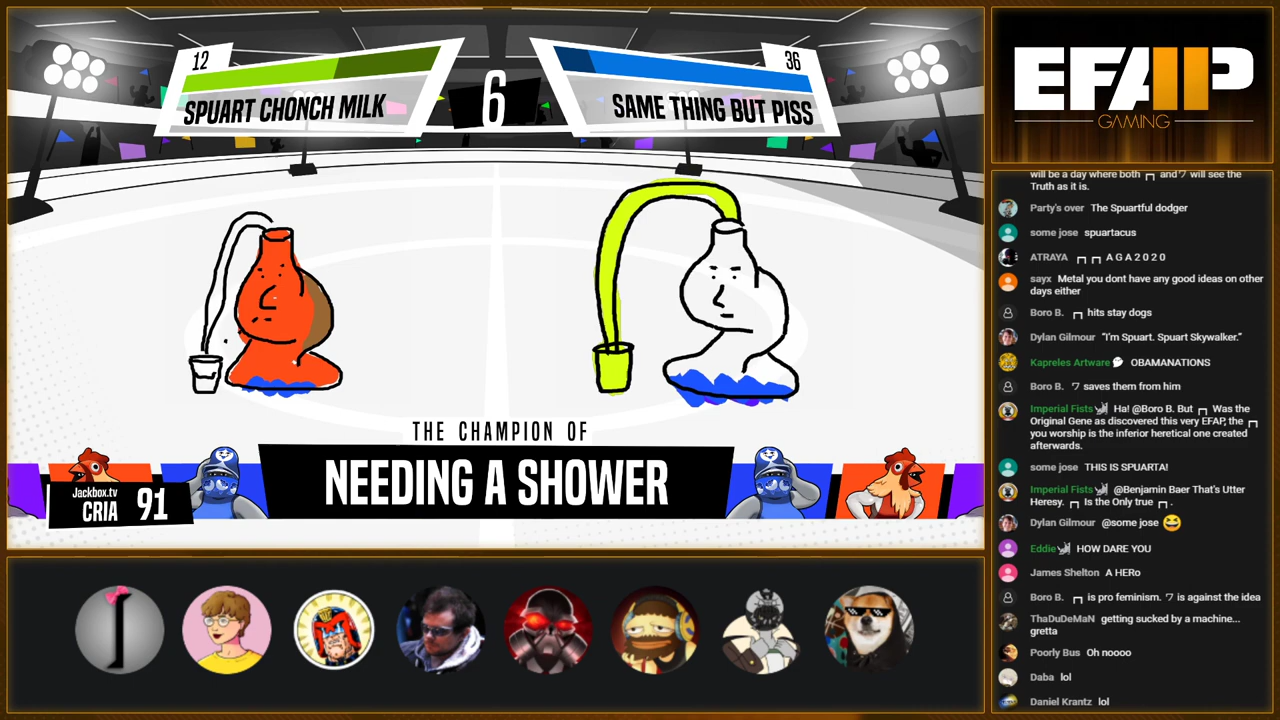 12
SPUART CHONCH MILK
6
36
SAME THING BUT PISS
THE CHAMPION OF
NEEDING A SHOWER
Jackbox.tv
CRIA 91
EFAP
GAMING
will be a day where both ┌┐ and ワ will see the
Truth as it is.
Party's over The Spuartful dodger
some jose spuartacus
ATRAYA ┌┐ ┌┐ A G A 2 0 2 0
sayx Metal you dont have any good ideas on other
days either
Boro B. ┌┐ hits stay dogs
Dylan Gilmour “I'm Spuart. Spuart Skywalker.”
Kapreles Artware OBAMANATIONS
Boro B. ワ saves them from him
Imperial Fists Ha! @Boro B. But ┌┐ Was the
Original Gene as discovered this very EFAP, the ┌┐
you worship is the inferior heretical one created
afterwards.
some jose THIS IS SPUARTA!
Imperial Fists @Benjamin Baer That's Utter
Heresy. ┌┐ Is the Only true ┌┐.
Dylan Gilmour @some jose 😆
Eddie HOW DARE YOU
James Shelton A HERo
Boro B. ┌┐ is pro feminism. ワ is against the idea
ThaDuDeMaN getting sucked by a machine...
gretta
Poorly Bus Oh noooo
Daba lol
Daniel Krantz lol